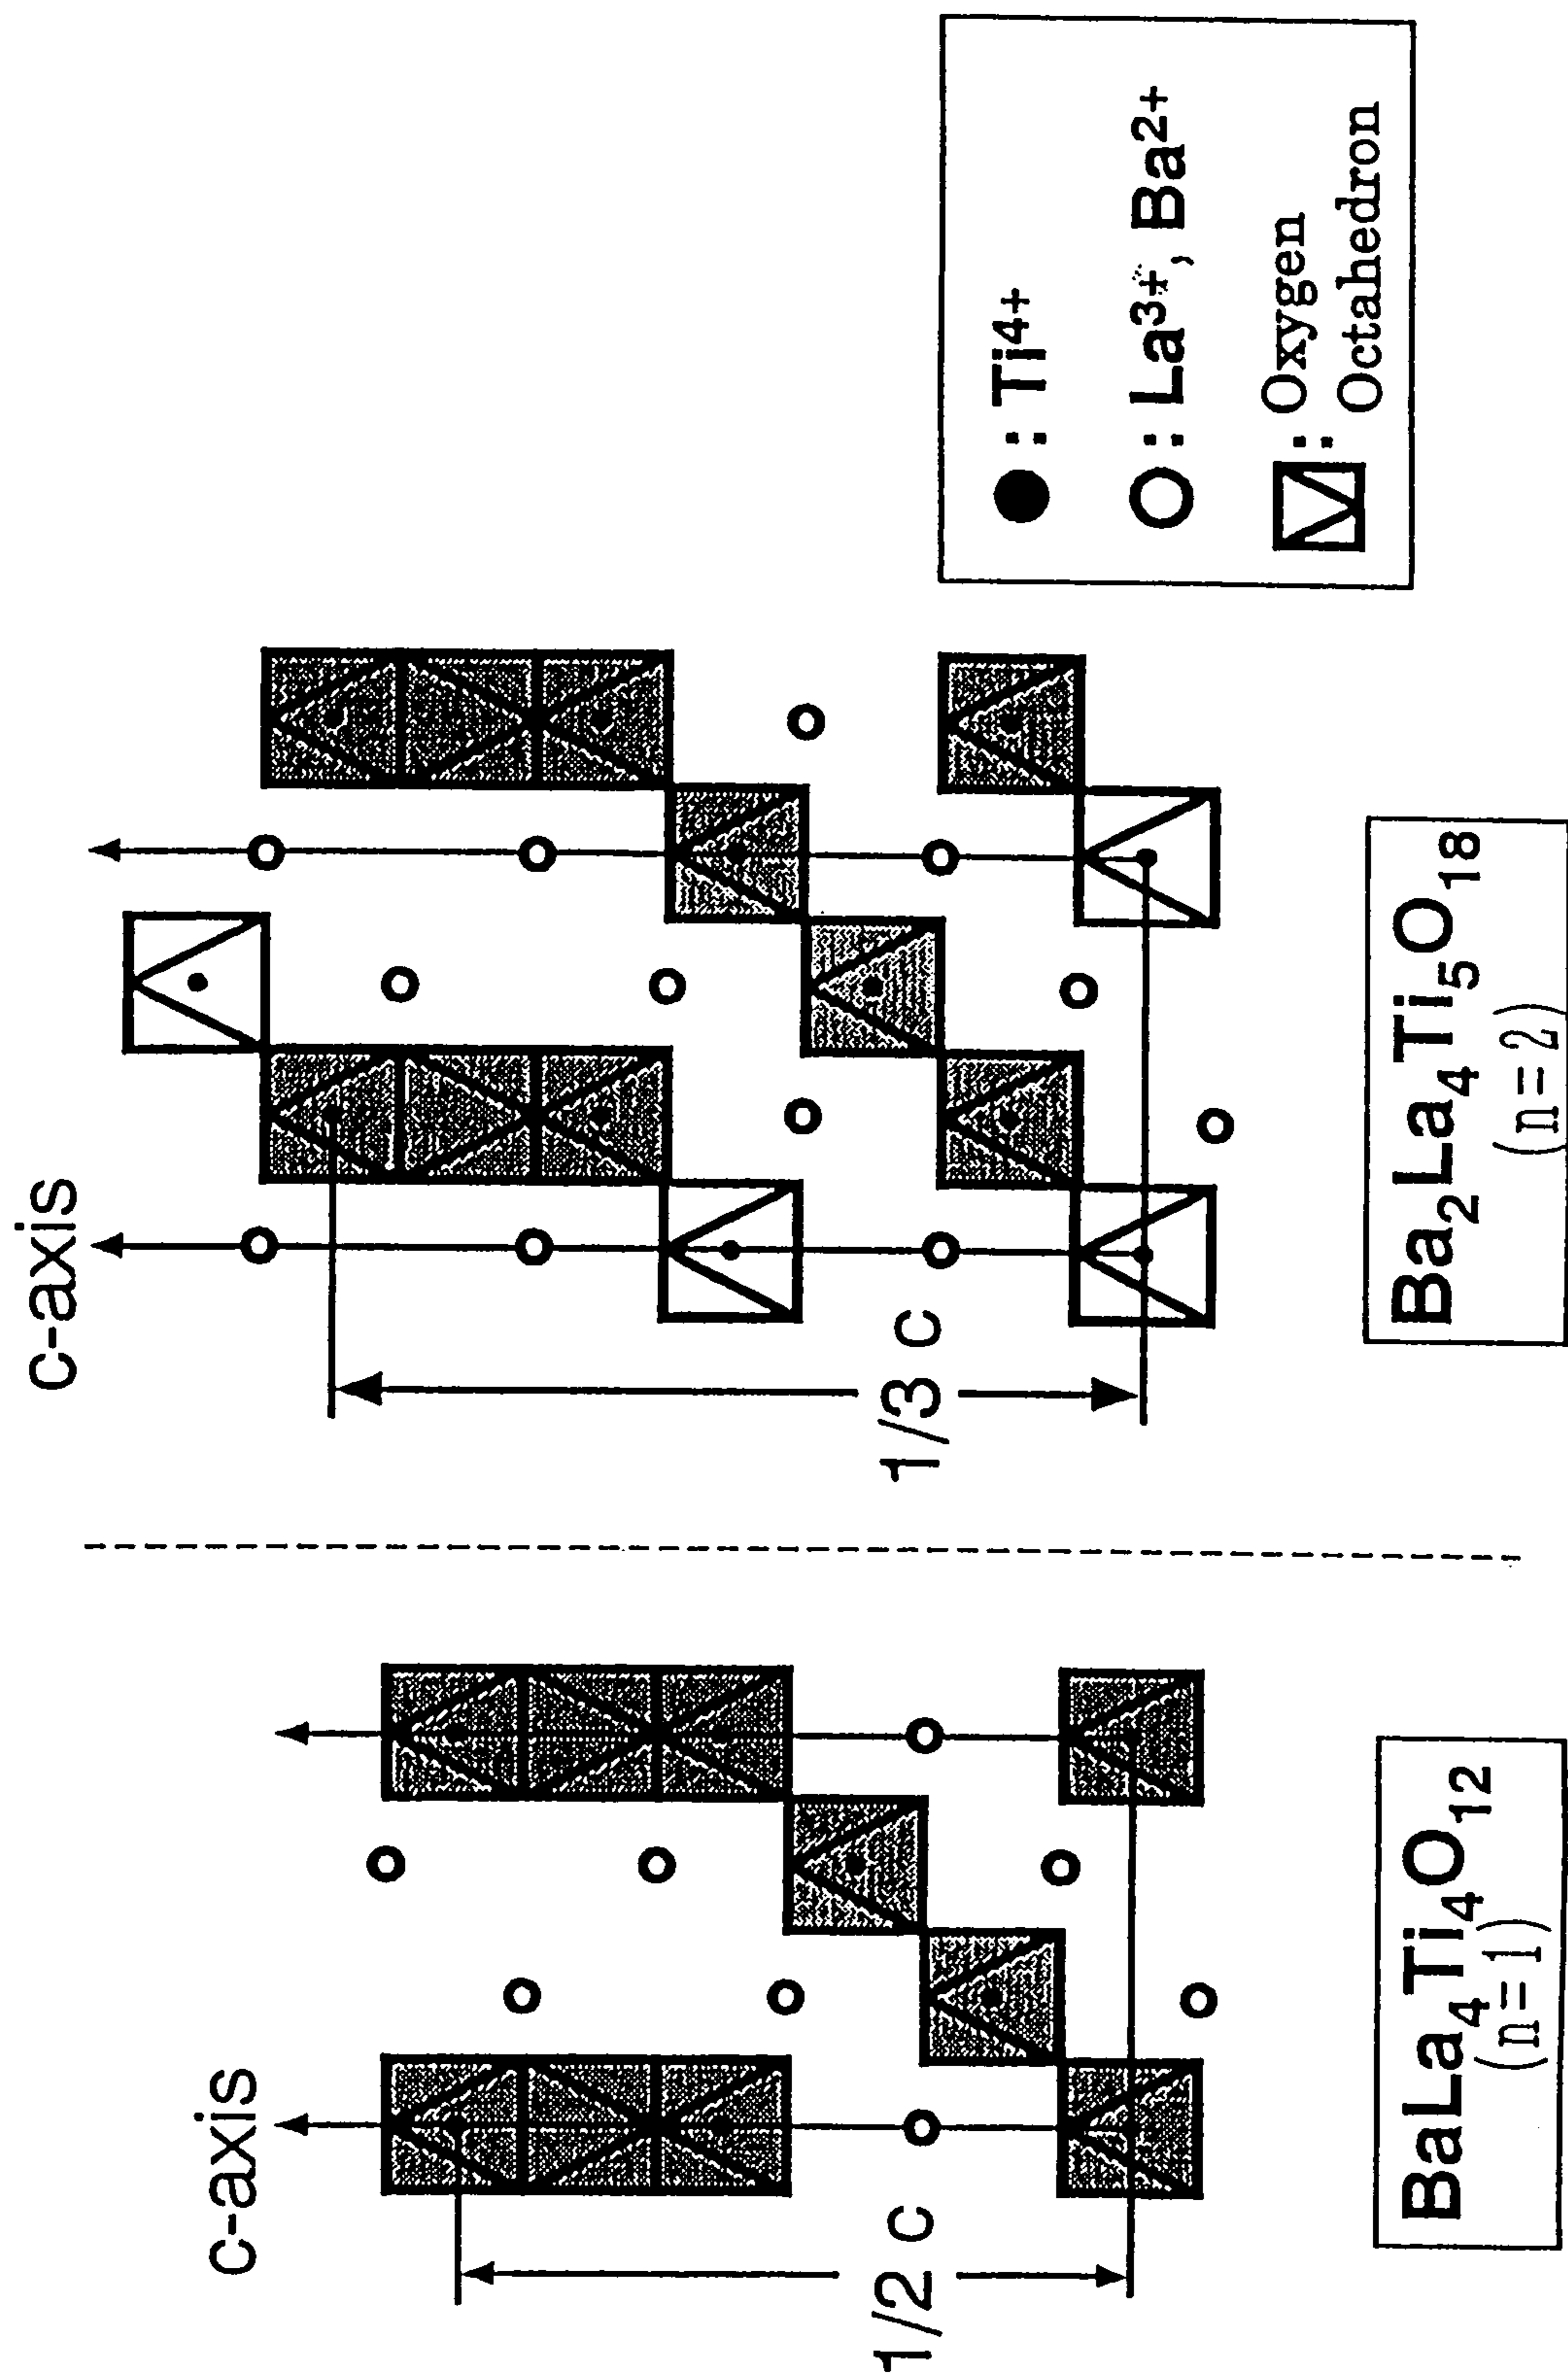 c-axis
1/2 c
BaLa₄Ti₄O₁₂
(n=1)
c-axis
1/3 c
Ba₂La₄Ti₅O₁₈
(n=2)
: Ti⁴⁺
: La³⁺, Ba²⁺
: Oxygen
Octahedron